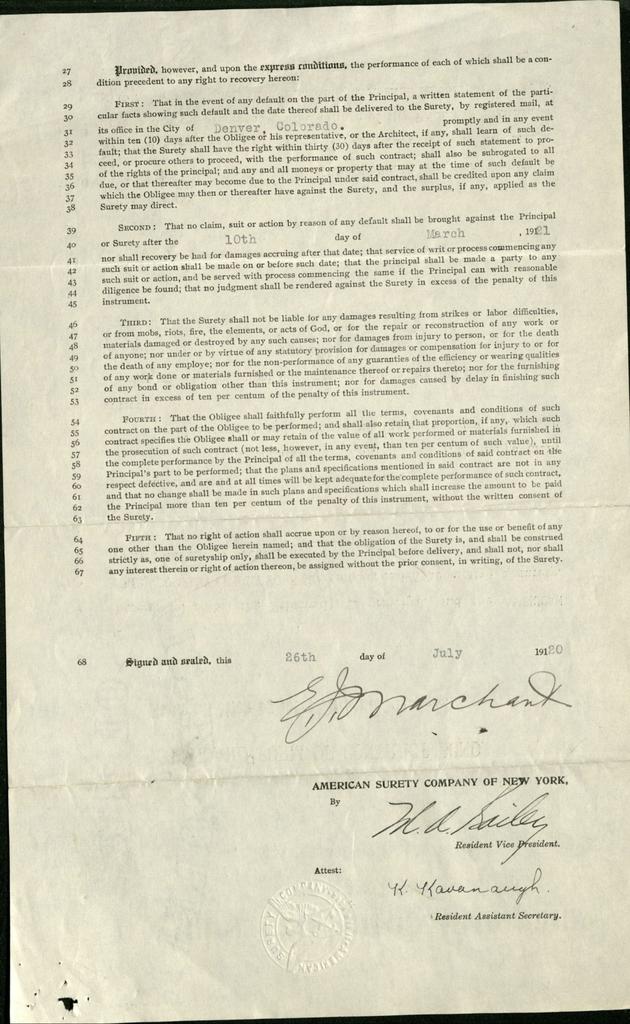 27 Provided, however, and upon the express conditions, the performance of each of which shall be a con-
28 dition precedent to any right to recovery hereon:
29 FIRST: That in the event of any default on the part of the Principal, a written statement of the parti-
30 cular facts showing such default and the date thereof shall be delivered to the Surety, by registered mail, at
31 its office in the City of Denver, Colorado. promptly and in any event
32 within ten (10) days after the Obligee or his representative, or the Architect, if any, shall learn of such de-
33 fault; that the Surety shall have the right within thirty (30) days after the receipt of such statement to pro-
34 ceed, or procure others to proceed, with the performance of such contract; shall also be subrogated to all
35 of the rights of the principal; and any and all moneys or property that may at the time of such default be
36 due, or that thereafter may become due to the Principal under said contract, shall be credited upon any claim
37 which the Obligee may then or thereafter have against the Surety, and the surplus, if any, applied as the
38 Surety may direct.
39 SECOND: That no claim, suit or action by reason of any default shall be brought against the Principal
40 or Surety after the 10th day of March , 1921
41 nor shall recovery be had for damages accruing after that date; that service of writ or process commencing any
42 such suit or action shall be made on or before such date; that the principal shall be made a party to any
43 such suit or action, and be served with process commencing the same if the Principal can with reasonable
44 diligence be found; that no judgment shall be rendered against the Surety in excess of the penalty of this
45 instrument.
46 THIRD: That the Surety shall not be liable for any damages resulting from strikes or labor difficulties,
47 or from mobs, riots, fire, the elements, or acts of God, or for the repair or reconstruction of any work or
48 materials damaged or destroyed by any such causes; nor for damages from injury to person, or for the death
49 of anyone; nor under or by virtue of any statutory provision for damages or compensation for injury to or for
50 the death of any employe; nor for the non-performance of any guaranties of the efficiency or wearing qualities
51 of any work done or materials furnished or the maintenance thereof or repairs thereto; nor for the furnishing
52 of any bond or obligation other than this instrument; nor for damages caused by delay in finishing such
53 contract in excess of ten per centum of the penalty of this instrument.
54 FOURTH: That the Obligee shall faithfully perform all the terms, covenants and conditions of such
55 contract on the part of the Obligee to be performed; and shall also retain that proportion, if any, which such
56 contract specifies the Obligee shall or may retain of the value of all work performed or materials furnished in
57 the prosecution of such contract (not less, however, in any event, than ten per centum of such value), until
58 the complete performance by the Principal of all the terms, covenants and conditions of said contract on the
59 Principal's part to be performed; that the plans and specifications mentioned in said contract are not in any
60 respect defective, and are and at all times will be kept adequate for the complete performance of such contract,
61 and that no change shall be made in such plans and specifications which shall increase the amount to be paid
62 the Principal more than ten per centum of the penalty of this instrument, without the written consent of
63 the Surety.
64 FIFTH: That no right of action shall accrue upon or by reason hereof, to or for the use or benefit of any
65 one other than the Obligee herein named; and that the obligation of the Surety is, and shall be construed
66 strictly as, one of suretyship only, shall be executed by the Principal before delivery, and shall not, nor shall
67 any interest therein or right of action thereon, be assigned without the prior consent, in writing, of the Surety.
68 Signed and sealed, this 26th day of July 19120
E. J. Marchant
AMERICAN SURETY COMPANY OF NEW YORK,
By
Bailey
Resident Vice President.
Attest:
K. Kavanaugh.
Resident Assistant Secretary.